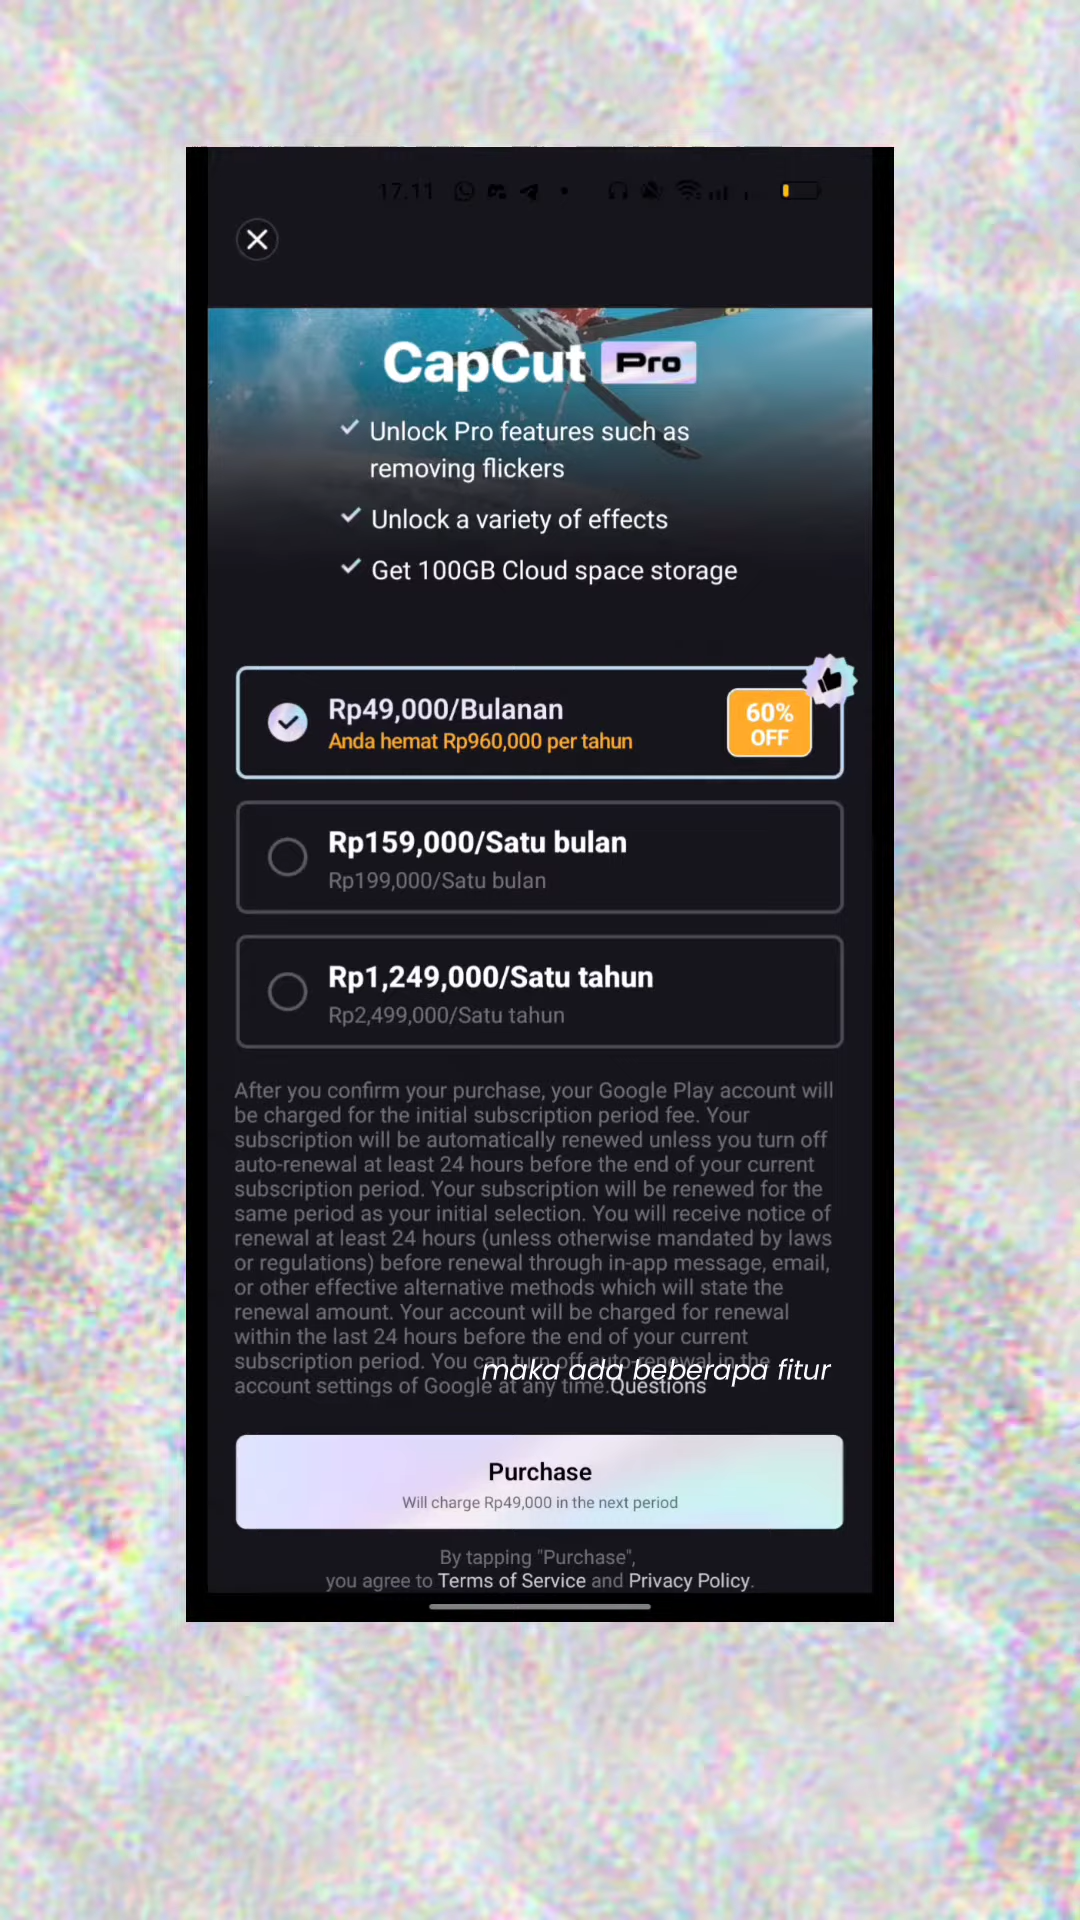 17.11
CapCut Pro
Unlock Pro features such as
removing flickers
Unlock a variety of effects
Get 100GB Cloud space storage
Rp49,000/Bulanan
Anda hemat Rp960,000 per tahun
60%
OFF
Rp159,000/Satu bulan
Rp199,000/Satu bulan
Rp1,249,000/Satu tahun
Rp2,499,000/Satu tahun
After you confirm your purchase, your Google Play account will
be charged for the initial subscription period fee. Your
subscription will be automatically renewed unless you turn off
auto-renewal at least 24 hours before the end of your current
subscription period. Your subscription will be renewed for the
same period as your initial selection. You will receive notice of
renewal at least 24 hours (unless otherwise mandated by laws
or regulations) before renewal through in-app message, email,
or other effective alternative methods which will state the
renewal amount. Your account will be charged for renewal
within the last 24 hours before the end of your current
subscription period. You can turn off auto-renewal in the
maka ada beberapa fitur
account settings of Google at any time.Questions
Purchase
Will charge Rp49,000 in the next period
By tapping "Purchase",
you agree to Terms of Service and Privacy Policy.